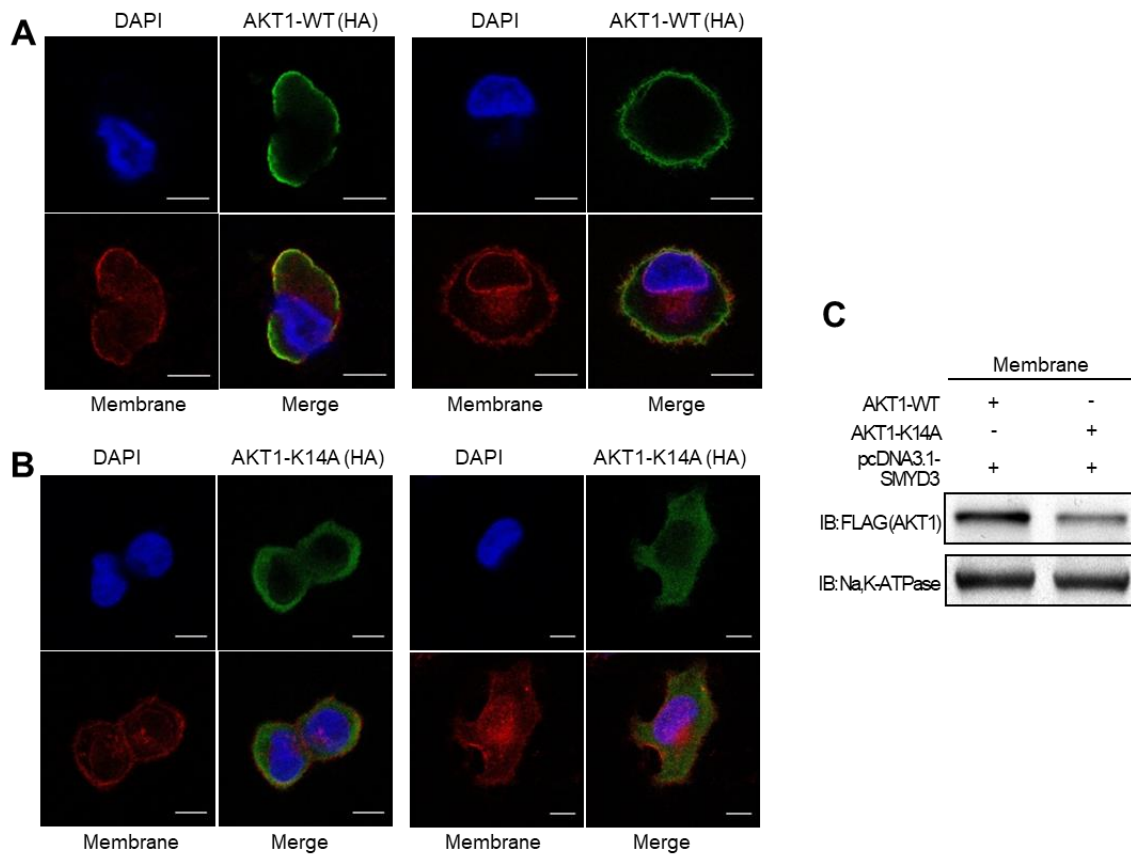 A
DAPI AKT1-WT (HA) DAPI AKT1-WT (HA)
Membrane Merge Membrane Merge
B
DAPI AKT1-K14A (HA) DAPI AKT1-K14A (HA)
Membrane Merge Membrane Merge
C
Membrane
AKT1-WT + -
AKT1-K14A - +
pcDNA3.1-
SMYD3 + +
IB: FLAG (AKT1)
IB: Na,K-ATPase